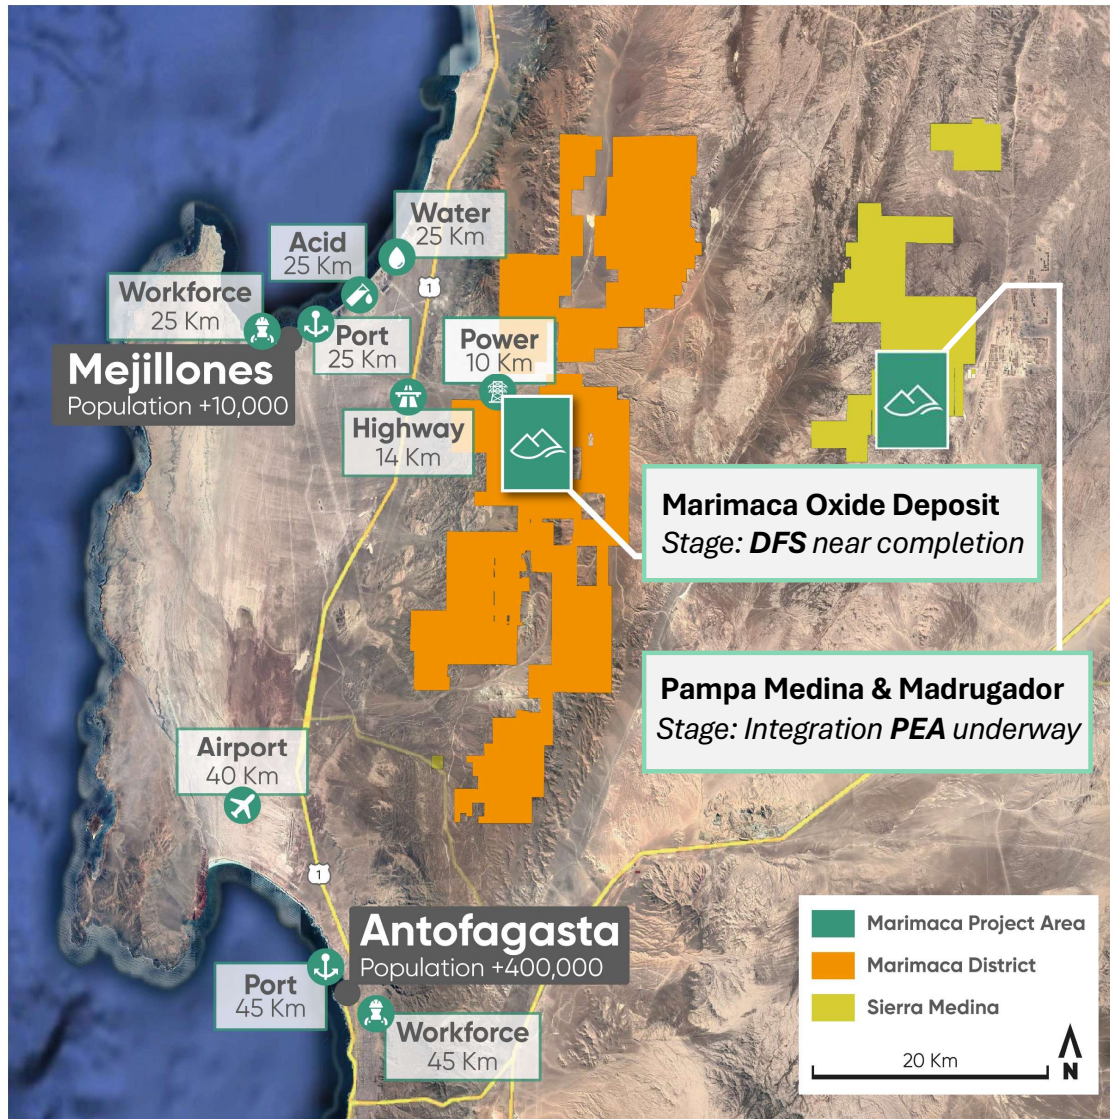 Water
25 Km
Acid
25 Km
Workforce
25 Km
Port
25 Km
Power
10 Km
1
Mejillones
Population +10,000
Highway
14 Km
Marimaca Oxide Deposit
Stage: DFS near completion
Pampa Medina & Madrugador
Stage: Integration PEA underway
Airport
40 Km
1
Antofagasta
Population +400,000
Port
45 Km
Workforce
45 Km
Marimaca Project Area
Marimaca District
Sierra Medina
20 Km
N